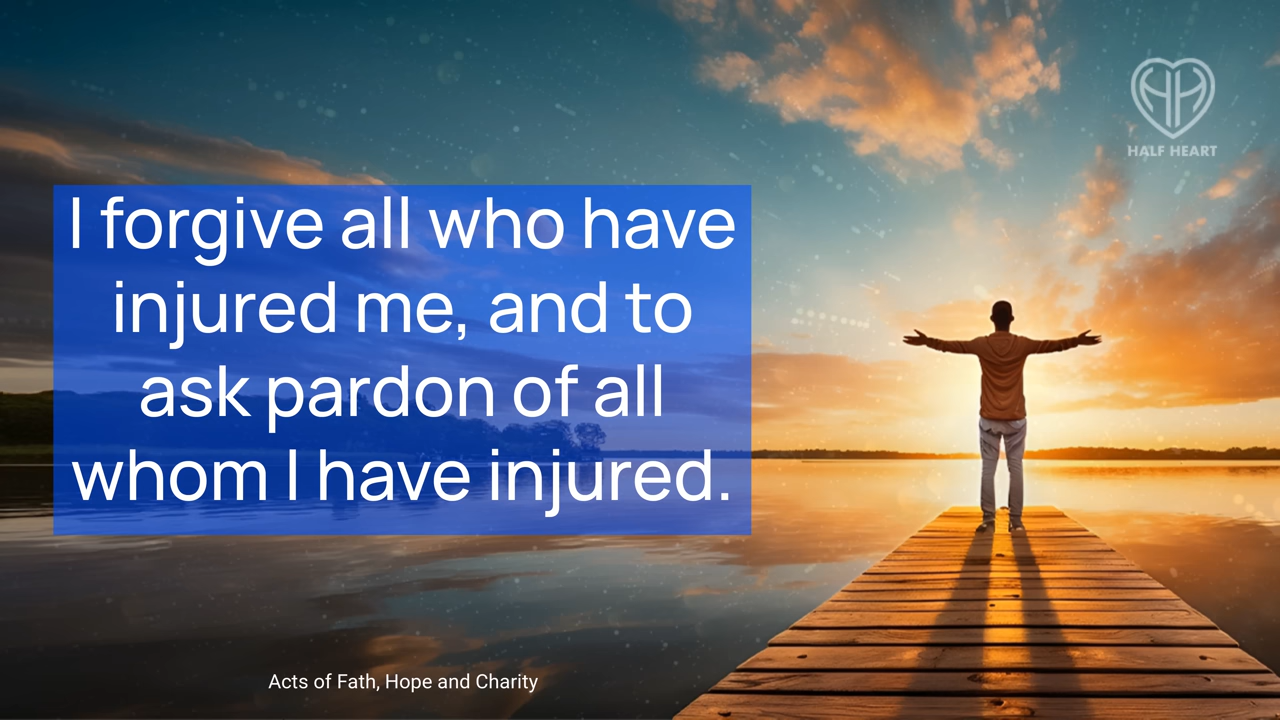 HALF HEART
I forgive all who have
injured me, and to
ask pardon of all
whom I have injured.
Acts of Fath, Hope and Charity